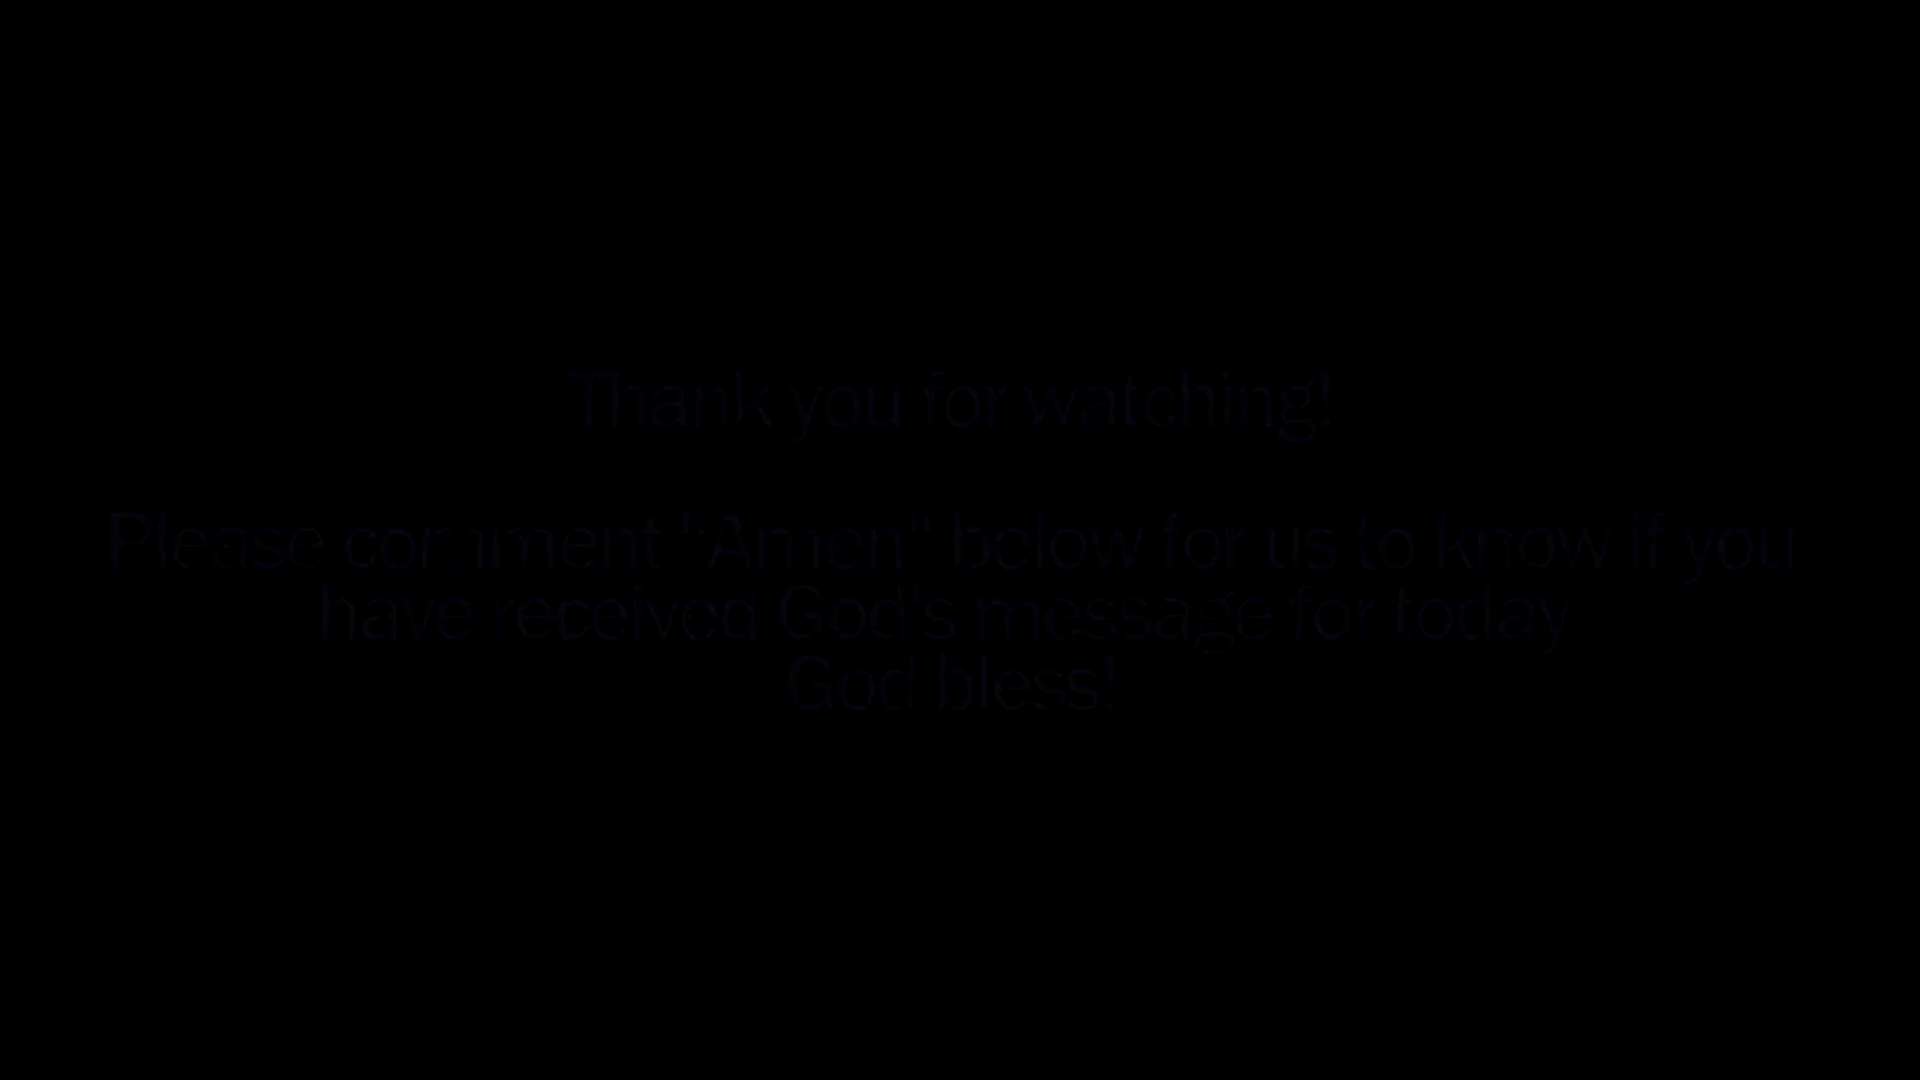 Thank you for watching!
Please comment "Amen" below for us to know if you
have received God's message for today.
God bless!